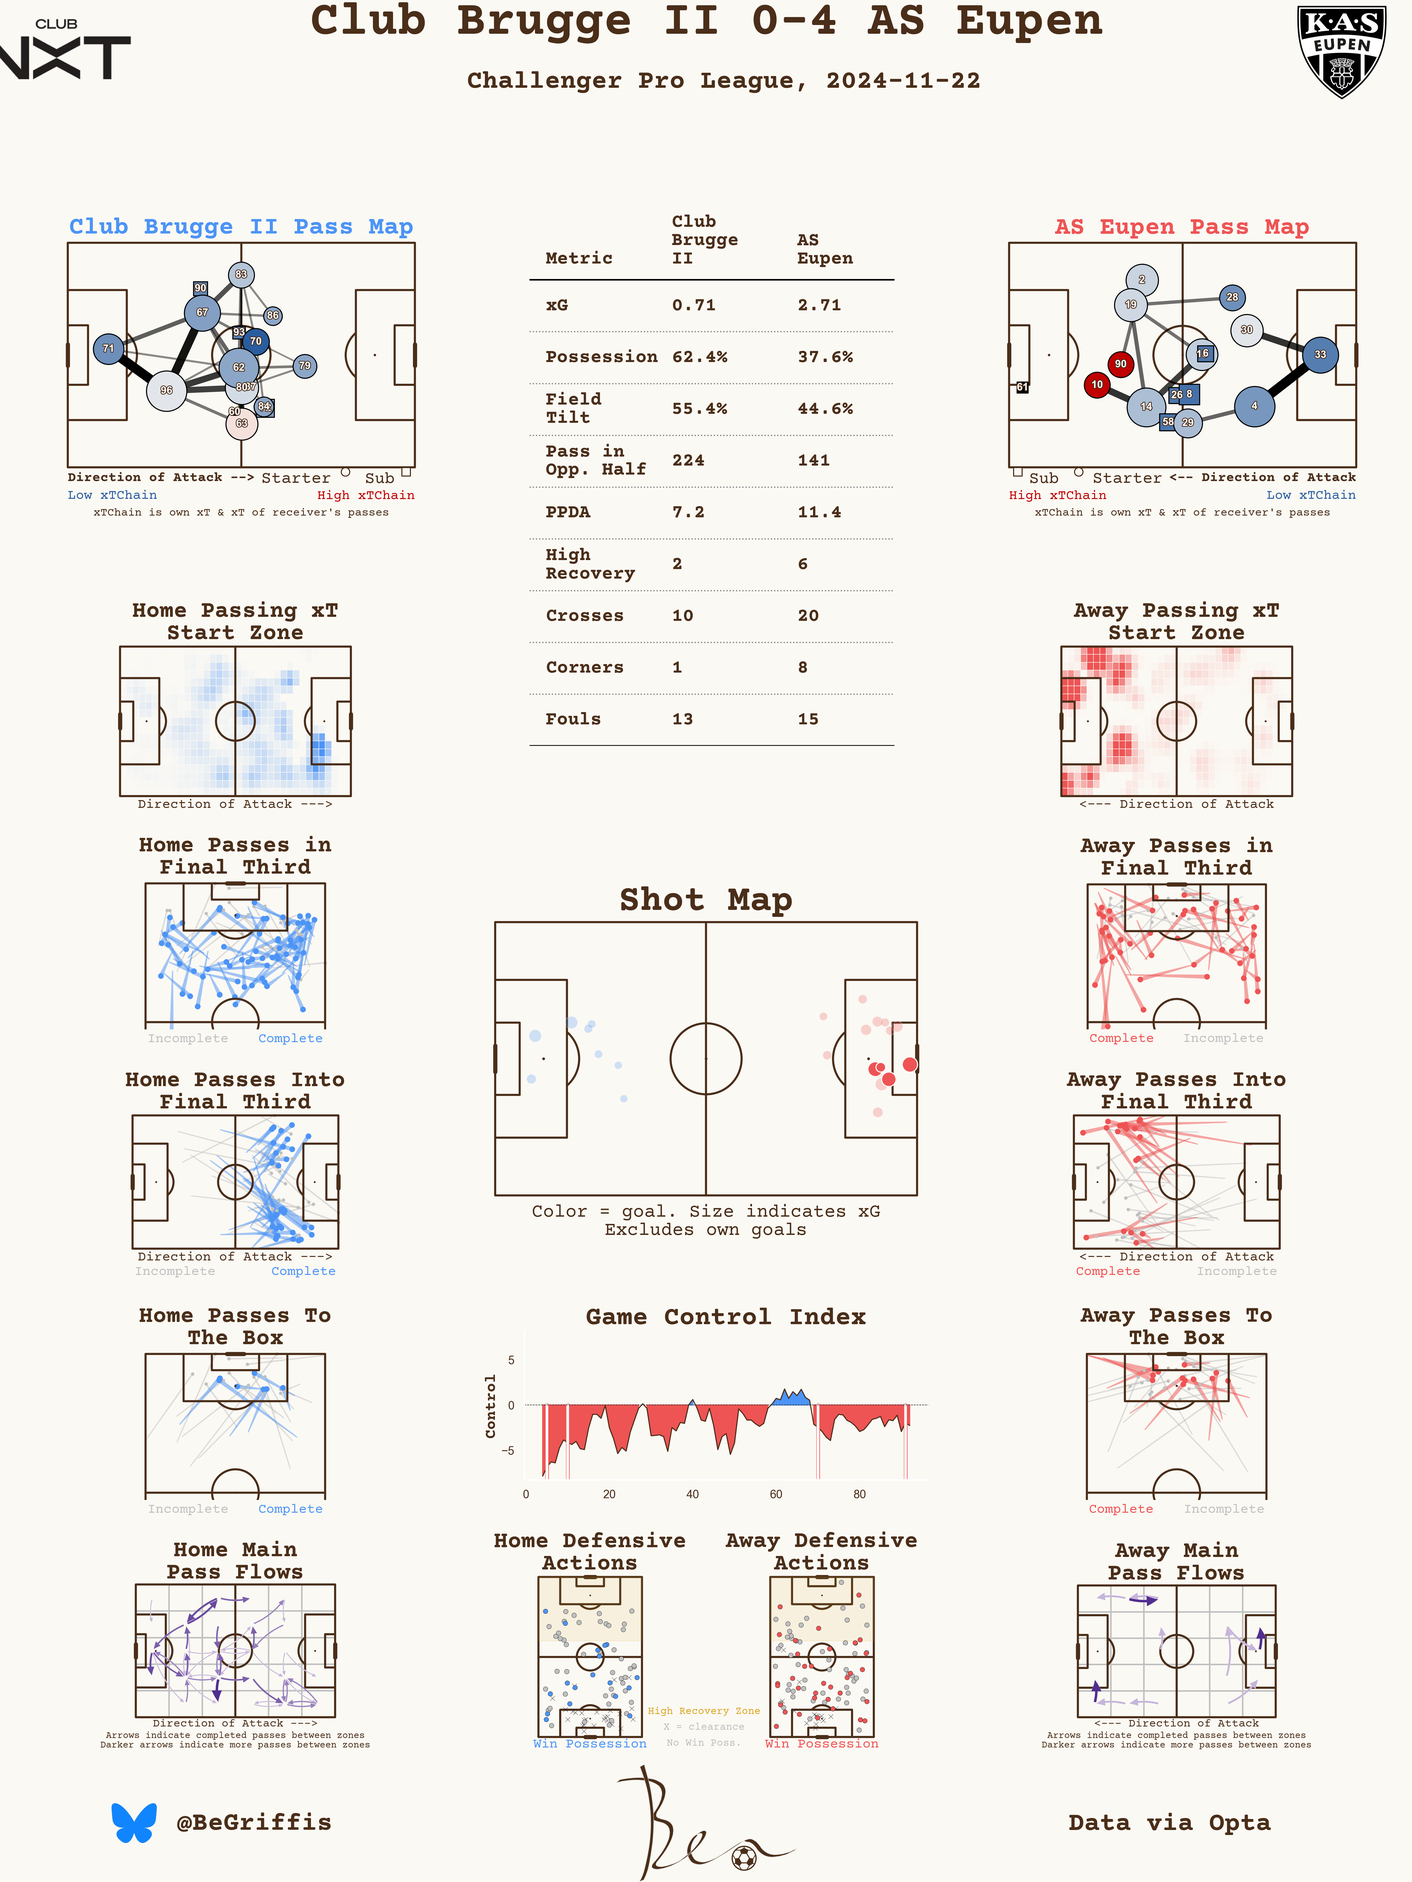 CLUB
NXT
Club Brugge II 0-4 AS Eupen
Challenger Pro League, 2024-11-22
K·A·S
EUPEN
Club Brugge II Pass Map
83
90
67
86
93
70
71
62
79
96
80
37
84
60
63
Direction of Attack --> Starter Sub
Low xTChain High xTChain
xTChain is own xT & xT of receiver's passes
Metric Club Brugge II AS Eupen
xG 0.71 2.71
Possession 62.4% 37.6%
Field Tilt 55.4% 44.6%
Pass in Opp. Half 224 141
PPDA 7.2 11.4
High Recovery 2 6
Crosses 10 20
Corners 1 8
Fouls 13 15
AS Eupen Pass Map
2
19
28
30
33
16
90
10
61
14
26
8
4
58
29
Sub Starter <-- Direction of Attack
High xTChain Low xTChain
xTChain is own xT & xT of receiver's passes
Home Passing xT
Start Zone
Direction of Attack --->
Away Passing xT
Start Zone
<--- Direction of Attack
Home Passes in
Final Third
Incomplete Complete
Away Passes in
Final Third
Complete Incomplete
Shot Map
Color = goal. Size indicates xG
Excludes own goals
Home Passes Into
Final Third
Direction of Attack --->
Incomplete Complete
Away Passes Into
Final Third
<--- Direction of Attack
Complete Incomplete
Home Passes To
The Box
Incomplete Complete
Game Control Index
Control
5
0
−5
0 20 40 60 80
Away Passes To
The Box
Complete Incomplete
Home Main
Pass Flows
Direction of Attack --->
Arrows indicate completed passes between zones
Darker arrows indicate more passes between zones
Home Defensive
Actions
Win Possession
Away Defensive
Actions
Win Possession
High Recovery Zone
X = clearance
No Win Poss.
Away Main
Pass Flows
<--- Direction of Attack
Arrows indicate completed passes between zones
Darker arrows indicate more passes between zones
@BeGriffis
Data via Opta